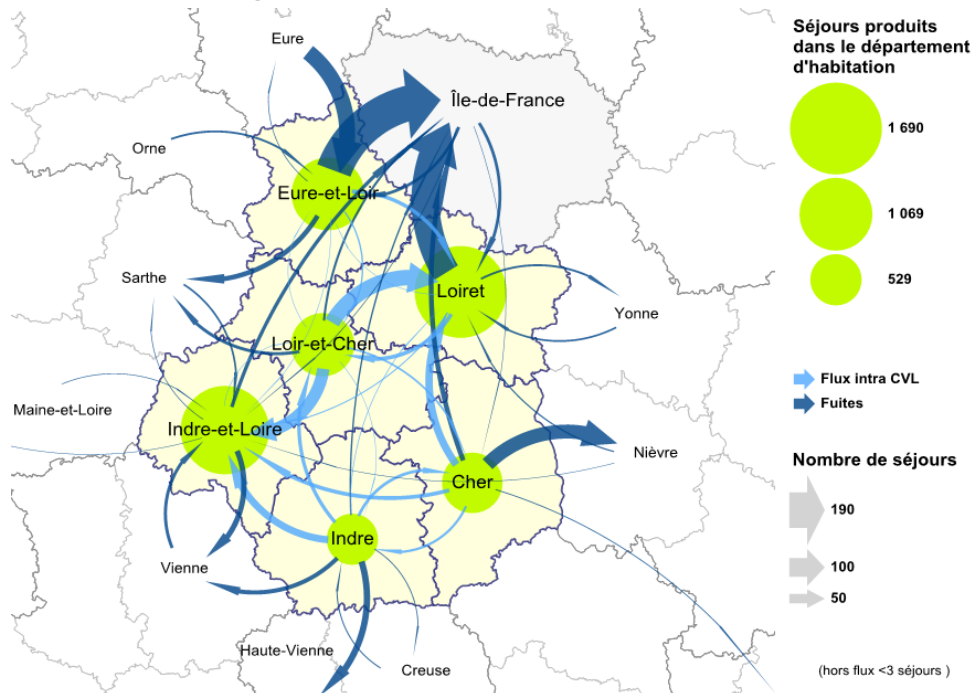 Eure
Île-de-France
Orne
Eure-et-Loir
Sarthe
Loiret
Yonne
Loir-et-Cher
Maine-et-Loire
Indre-et-Loire
Nièvre
Cher
Indre
Vienne
Haute-Vienne
Creuse
Séjours produits
dans le département
d'habitation
1 690
1 069
529
Flux intra CVL
Fuites
Nombre de séjours
190
100
50
(hors flux <3 séjours )